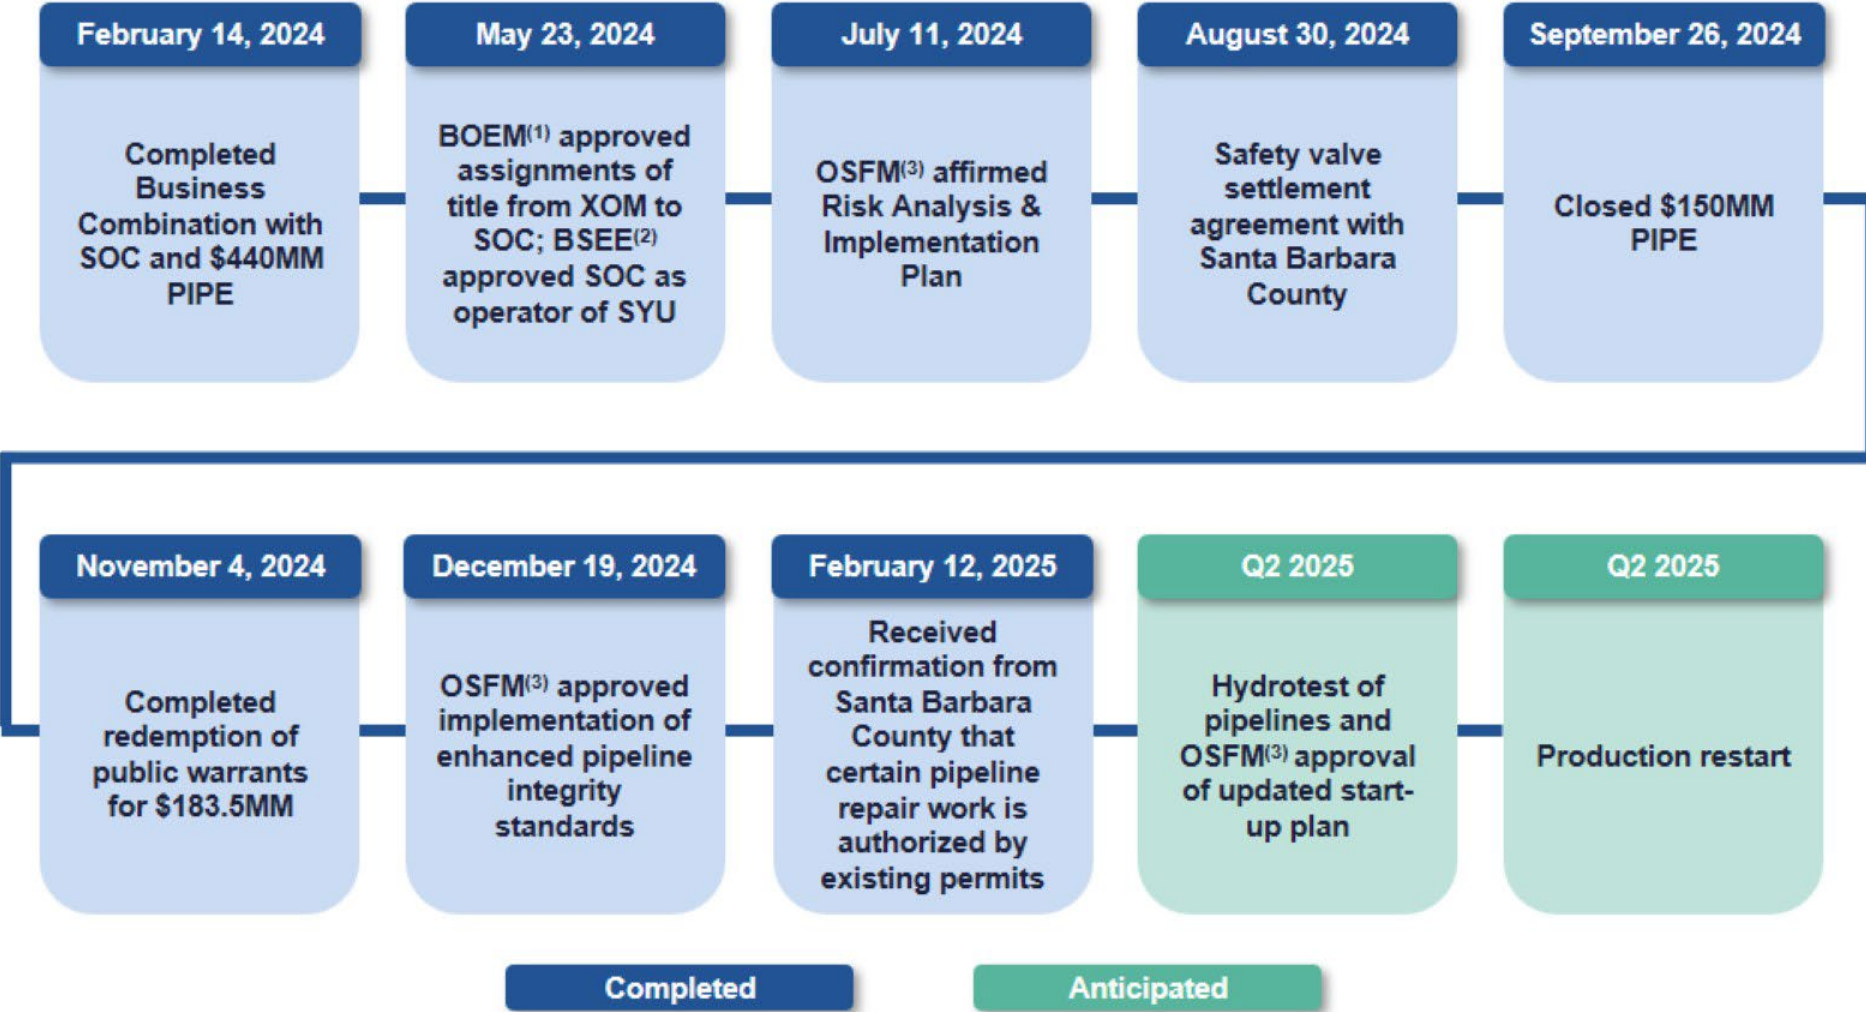 February 14, 2024
Completed
Business
Combination with
SOC and $440MM
PIPE
May 23, 2024
BOEM(1) approved
assignments of
title from XOM to
SOC; BSEE(2)
approved SOC as
operator of SYU
July 11, 2024
OSFM(3) affirmed
Risk Analysis &
Implementation
Plan
August 30, 2024
Safety valve
settlement
agreement with
Santa Barbara
County
September 26, 2024
Closed $150MM
PIPE
November 4, 2024
Completed
redemption of
public warrants
for $183.5MM
December 19, 2024
OSFM(3) approved
implementation of
enhanced pipeline
integrity
standards
February 12, 2025
Received
confirmation from
Santa Barbara
County that
certain pipeline
repair work is
authorized by
existing permits
Q2 2025
Hydrotest of
pipelines and
OSFM(3) approval
of updated start-
up plan
Q2 2025
Production restart
Completed
Anticipated